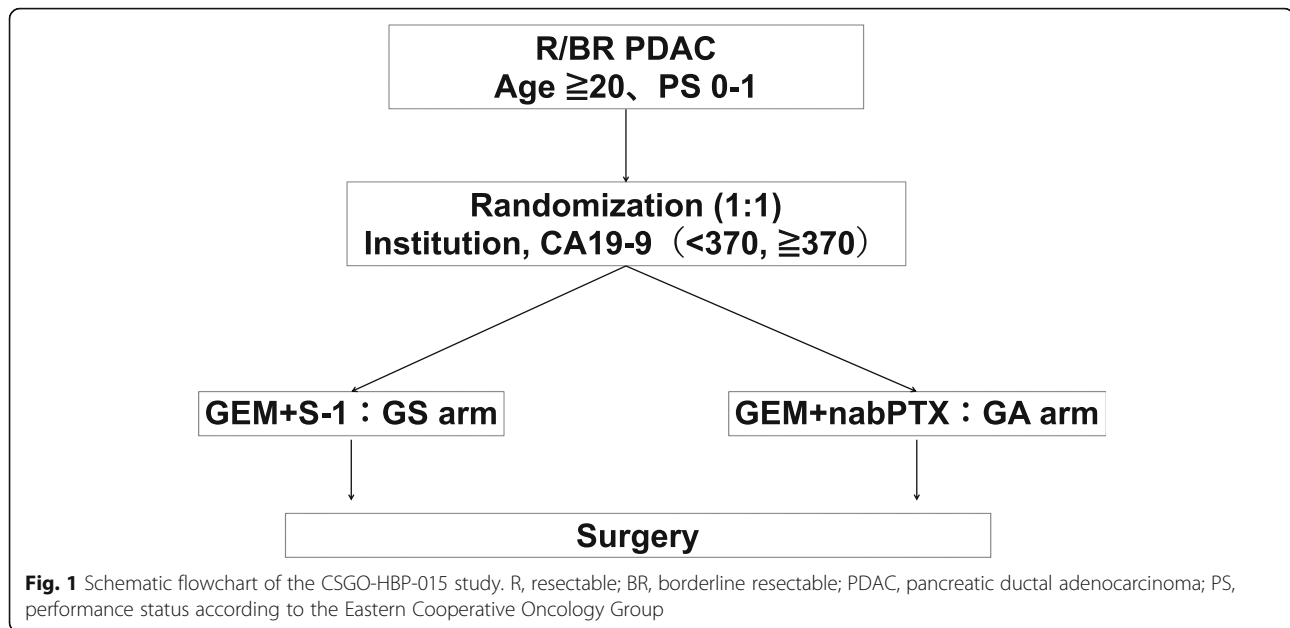 R/BR PDAC
Age ≧20、PS 0-1
Randomization (1:1)
Institution, CA19-9（<370, ≧370）
GEM+S-1：GS arm
GEM+nabPTX：GA arm
Surgery
Fig. 1 Schematic flowchart of the CSGO-HBP-015 study. R, resectable; BR, borderline resectable; PDAC, pancreatic ductal adenocarcinoma; PS,
performance status according to the Eastern Cooperative Oncology Group